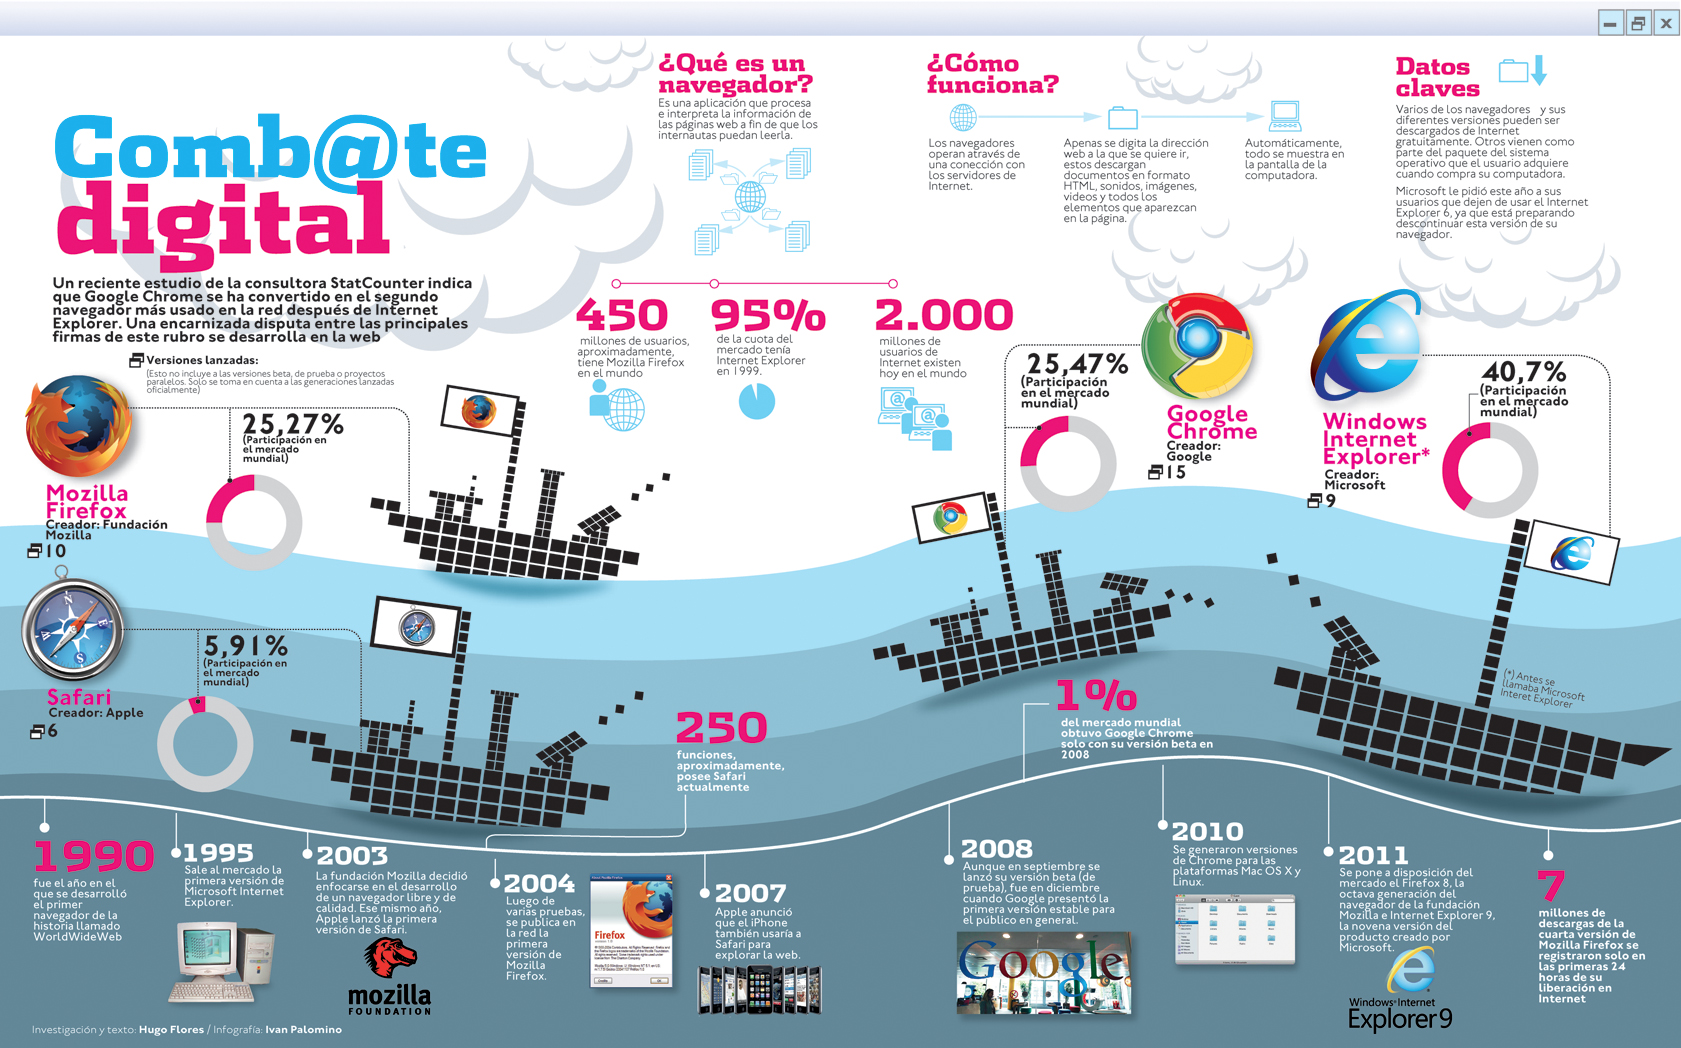 Comb@te
digital
Un reciente estudio de la consultora StatCounter indica
que Google Chrome se ha convertido en el segundo
navegador más usado en la red después de Internet
Explorer. Una encarnizada disputa entre las principales
firmas de este rubro se desarrolla en la web
¿Qué es un
navegador?
Es una aplicación que procesa
e interpreta la información de
las páginas web a fin de que los
internautas puedan leerla.
¿Cómo
funciona?
Los navegadores
operan através de
una conección con
los servidores de
Internet.
Apenas se digita la dirección
web a la que se quiere ir,
estos descargan
documentos en formato
HTML, sonidos, imágenes,
videos y todos los
elementos que aparezcan
en la página.
Automáticamente,
todo se muestra en
la pantalla de la
computadora.
Datos
claves
Varios de los navegadores y sus
diferentes versiones pueden ser
descargados de Internet
gratuitamente. Otros vienen como
parte del paquete del sistema
operativo que el usuario adquiere
cuando compra su computadora.
Microsoft le pidió este año a sus
usuarios que dejen de usar el Internet
Explorer 6, ya que está preparando
descontinuar esta versión de su
navegador.
450
millones de usuarios,
aproximadamente,
tiene Mozilla Firefox
en el mundo
95%
de la cuota del
mercado tenía
Internet Explorer
en 1999.
2.000
millones de
usuarios de
Internet existen
hoy en el mundo
Versiones lanzadas:
(Esto no incluye a las versiones beta, de prueba o proyectos
paralelos. Solo se toma en cuenta a las generaciones lanzadas
oficialmente)
25,27%
(Participación en
el mercado
mundial)
Mozilla
Firefox
Creador: Fundación
Mozilla
10
5,91%
(Participación en
el mercado
mundial)
N
E
S
W
Safari
Creador: Apple
6
25,47%
(Participación
en el mercado
mundial)
Google
Chrome
Creador:
Google
15
40,7%
(Participación
en el mercado
mundial)
Windows
Internet
Explorer*
Creador:
Microsoft
9
(*) Antes se
llamaba Microsoft
Interet Explorer
250
funciones,
aproximadamente,
posee Safari
actualmente
1%
del mercado mundial
obtuvo Google Chrome
solo con su versión beta en
2008
1990
fue el año en el
que se desarrolló
el primer
navegador de la
historia llamado
WorldWideWeb
1995
Sale al mercado la
primera versión de
Microsoft Internet
Explorer.
2003
La fundación Mozilla decidió
enfocarse en el desarrollo
de un navegador libre y de
calidad. Ese mismo año,
Apple lanzó la primera
versión de Safari.
mozilla
FOUNDATION
2004
Luego de
varias pruebas,
se publica en
la red la
primera
versión de
Mozilla
Firefox.
Firefox
2007
Apple anunció
que el iPhone
también usaría a
Safari para
explorar la web.
2008
Aunque en septiembre se
lanzó su versión beta (de
prueba), fue en diciembre
cuando Google presentó la
primera versión estable para
el público en general.
Google
2010
Se generaron versiones
de Chrome para las
plataformas Mac OS X y
Linux.
2011
Se pone a disposición del
mercado el Firefox 8, la
octava generación del
navegador de la fundación
Mozilla e Internet Explorer 9,
la novena versión del
producto creado por
Microsoft.
Windows Internet
Explorer9
7
millones de
descargas de la
cuarta versión de
Mozilla Firefox se
registraron solo en
las primeras 24
horas de su
liberación en
Internet
Investigación y texto: Hugo Flores / Infografía: Ivan Palomino